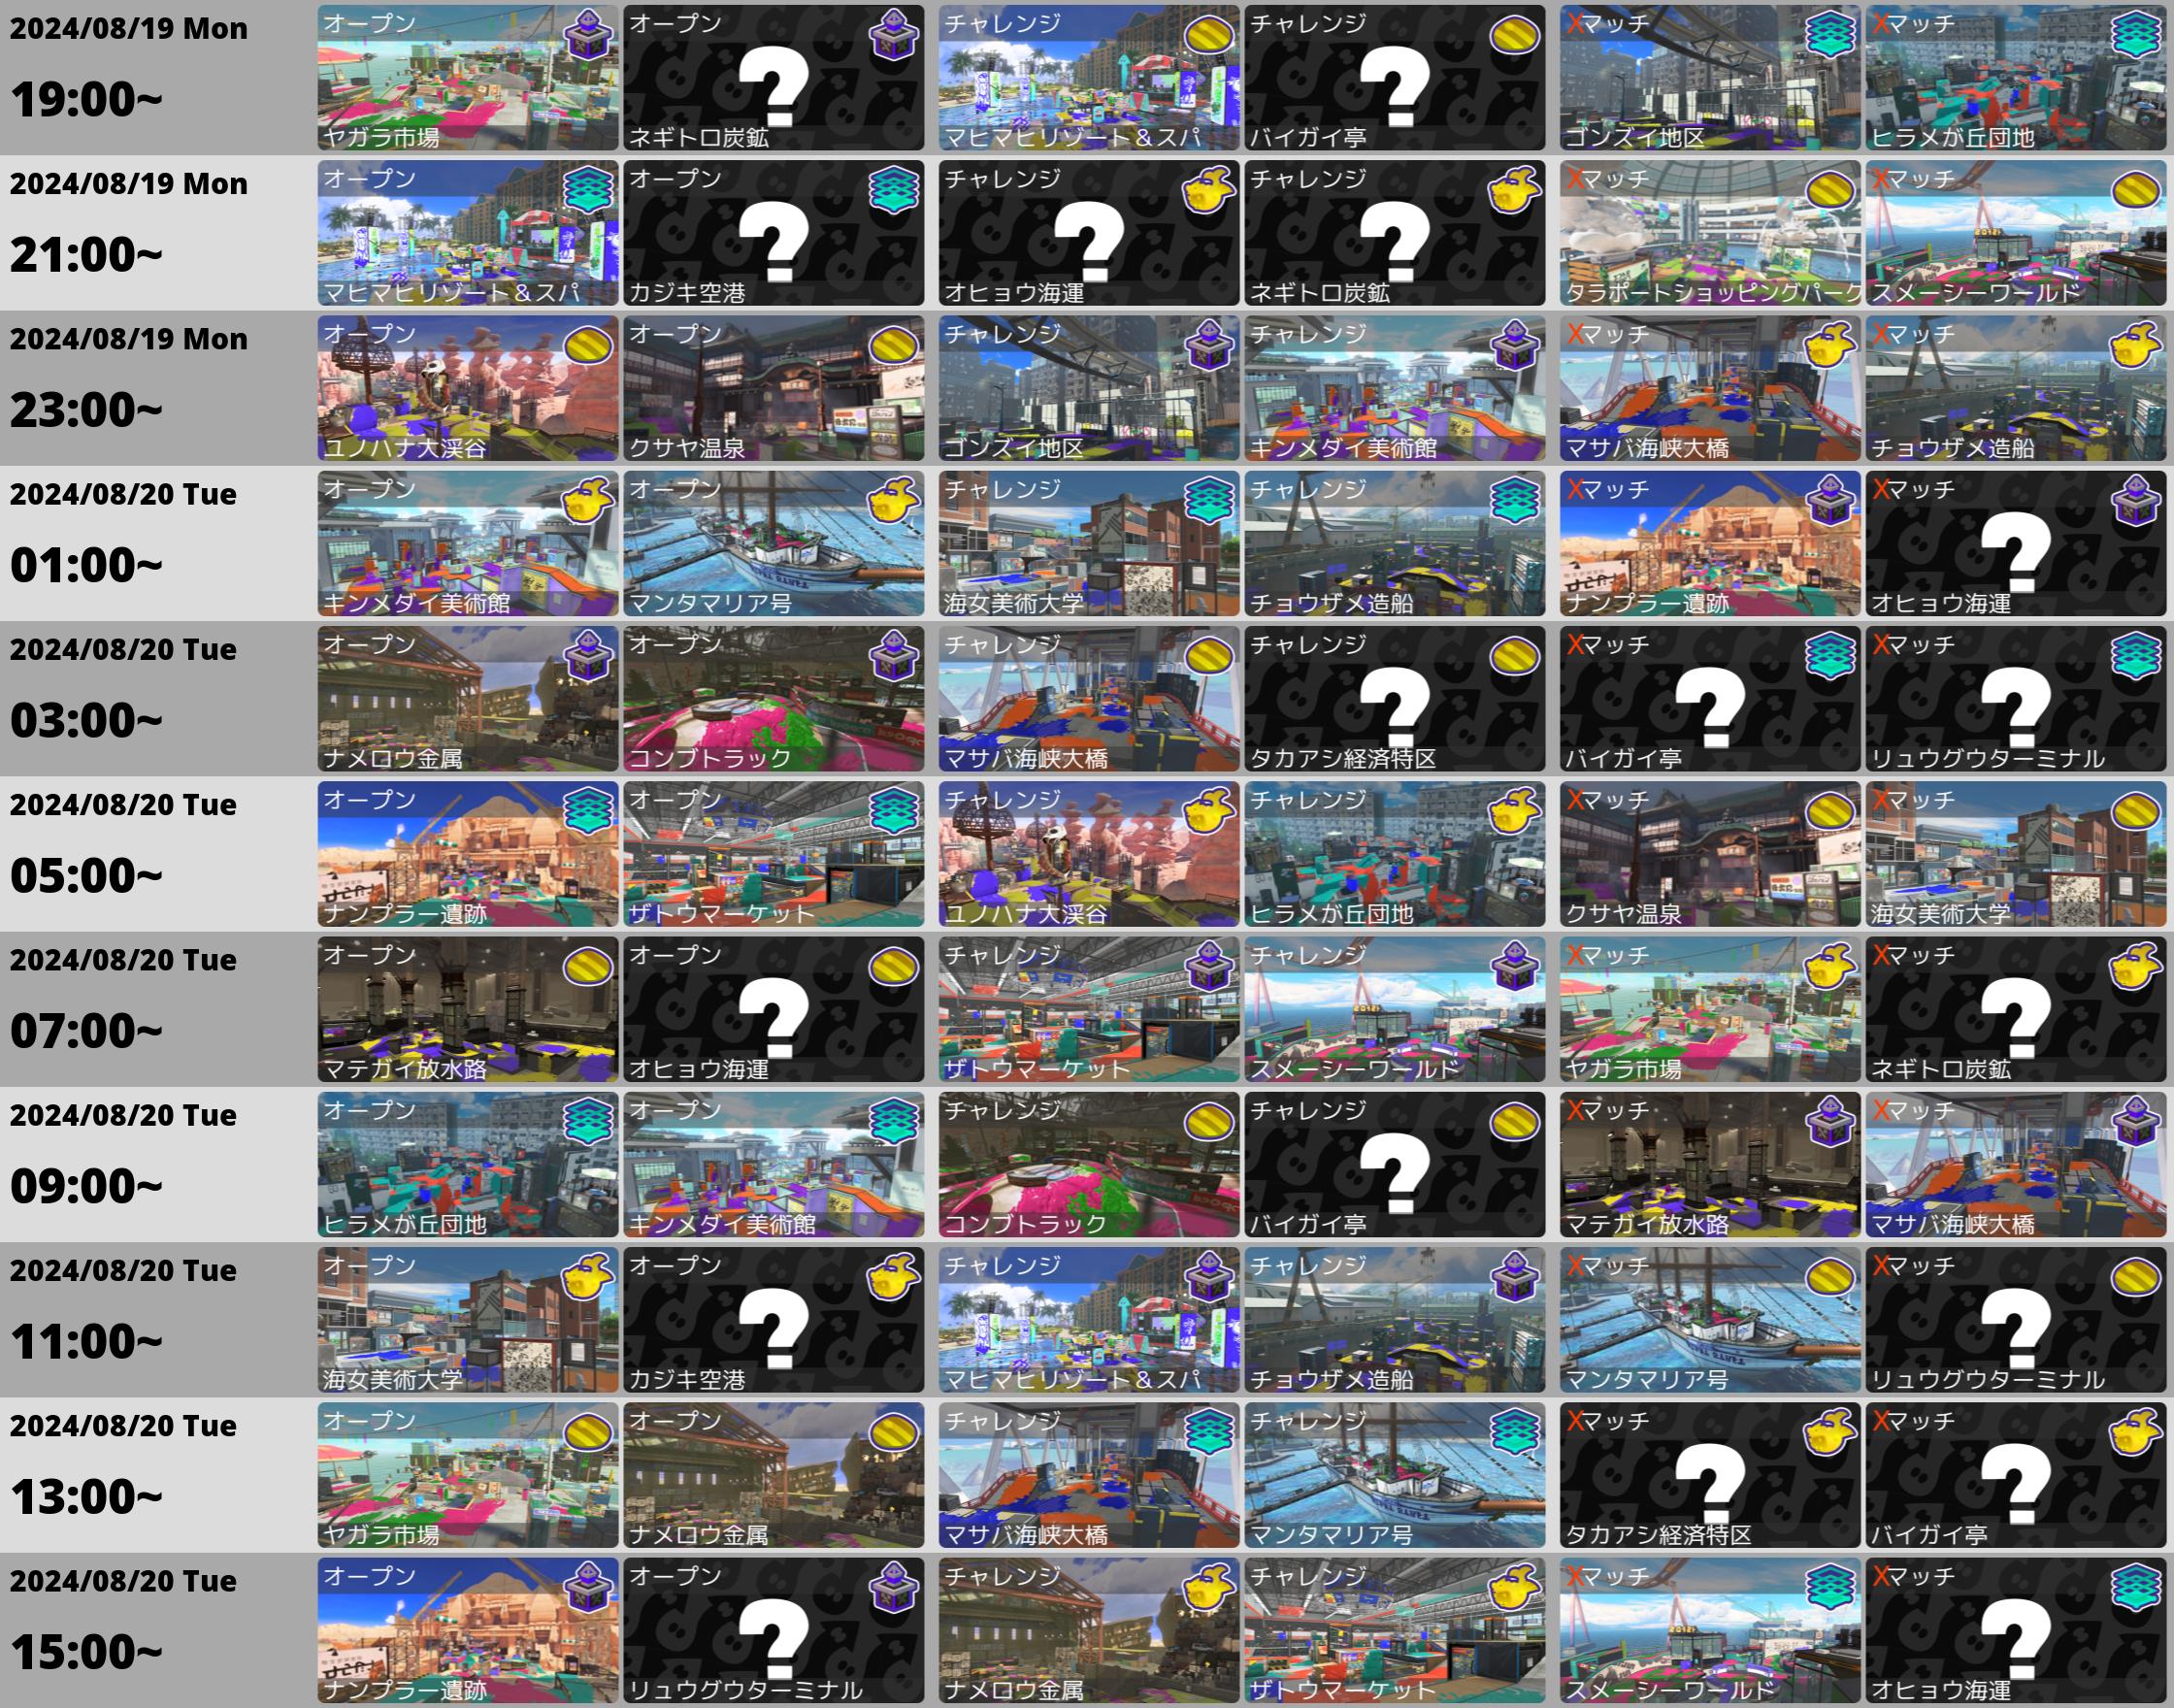 2024/08/19 Mon
19:00~
オープン
ヤガラ市場
オープン
ネギトロ炭鉱
チャレンジ
マヒマヒリゾート＆スパ
チャレンジ
バイガイ亭
Xマッチ
ゴンズイ地区
Xマッチ
ヒラメが丘団地
2024/08/19 Mon
21:00~
オープン
マヒマヒリゾート＆スパ
オープン
カジキ空港
チャレンジ
オヒョウ海運
チャレンジ
ネギトロ炭鉱
Xマッチ
タラポートショッピングパーク
Xマッチ
スメーシーワールド
2024/08/19 Mon
23:00~
オープン
ユノハナ大渓谷
オープン
クサヤ温泉
チャレンジ
ゴンズイ地区
チャレンジ
キンメダイ美術館
Xマッチ
マサバ海峡大橋
Xマッチ
チョウザメ造船
2024/08/20 Tue
01:00~
オープン
キンメダイ美術館
オープン
マンタマリア号
チャレンジ
海女美術大学
チャレンジ
チョウザメ造船
Xマッチ
ナンプラー遺跡
Xマッチ
オヒョウ海運
2024/08/20 Tue
03:00~
オープン
ナメロウ金属
オープン
コンブトラック
チャレンジ
マサバ海峡大橋
チャレンジ
タカアシ経済特区
Xマッチ
バイガイ亭
Xマッチ
リュウグウターミナル
2024/08/20 Tue
05:00~
オープン
ナンプラー遺跡
オープン
ザトウマーケット
チャレンジ
ユノハナ大渓谷
チャレンジ
ヒラメが丘団地
Xマッチ
クサヤ温泉
Xマッチ
海女美術大学
2024/08/20 Tue
07:00~
オープン
マテガイ放水路
オープン
オヒョウ海運
チャレンジ
ザトウマーケット
チャレンジ
スメーシーワールド
Xマッチ
ヤガラ市場
Xマッチ
ネギトロ炭鉱
2024/08/20 Tue
09:00~
オープン
ヒラメが丘団地
オープン
キンメダイ美術館
チャレンジ
コンブトラック
チャレンジ
バイガイ亭
Xマッチ
マテガイ放水路
Xマッチ
マサバ海峡大橋
2024/08/20 Tue
11:00~
オープン
海女美術大学
オープン
カジキ空港
チャレンジ
マヒマヒリゾート＆スパ
チャレンジ
チョウザメ造船
Xマッチ
マンタマリア号
Xマッチ
リュウグウターミナル
2024/08/20 Tue
13:00~
オープン
ヤガラ市場
オープン
ナメロウ金属
チャレンジ
マサバ海峡大橋
チャレンジ
マンタマリア号
Xマッチ
タカアシ経済特区
Xマッチ
バイガイ亭
2024/08/20 Tue
15:00~
オープン
ナンプラー遺跡
オープン
リュウグウターミナル
チャレンジ
ナメロウ金属
チャレンジ
ザトウマーケット
Xマッチ
スメーシーワールド
Xマッチ
オヒョウ海運